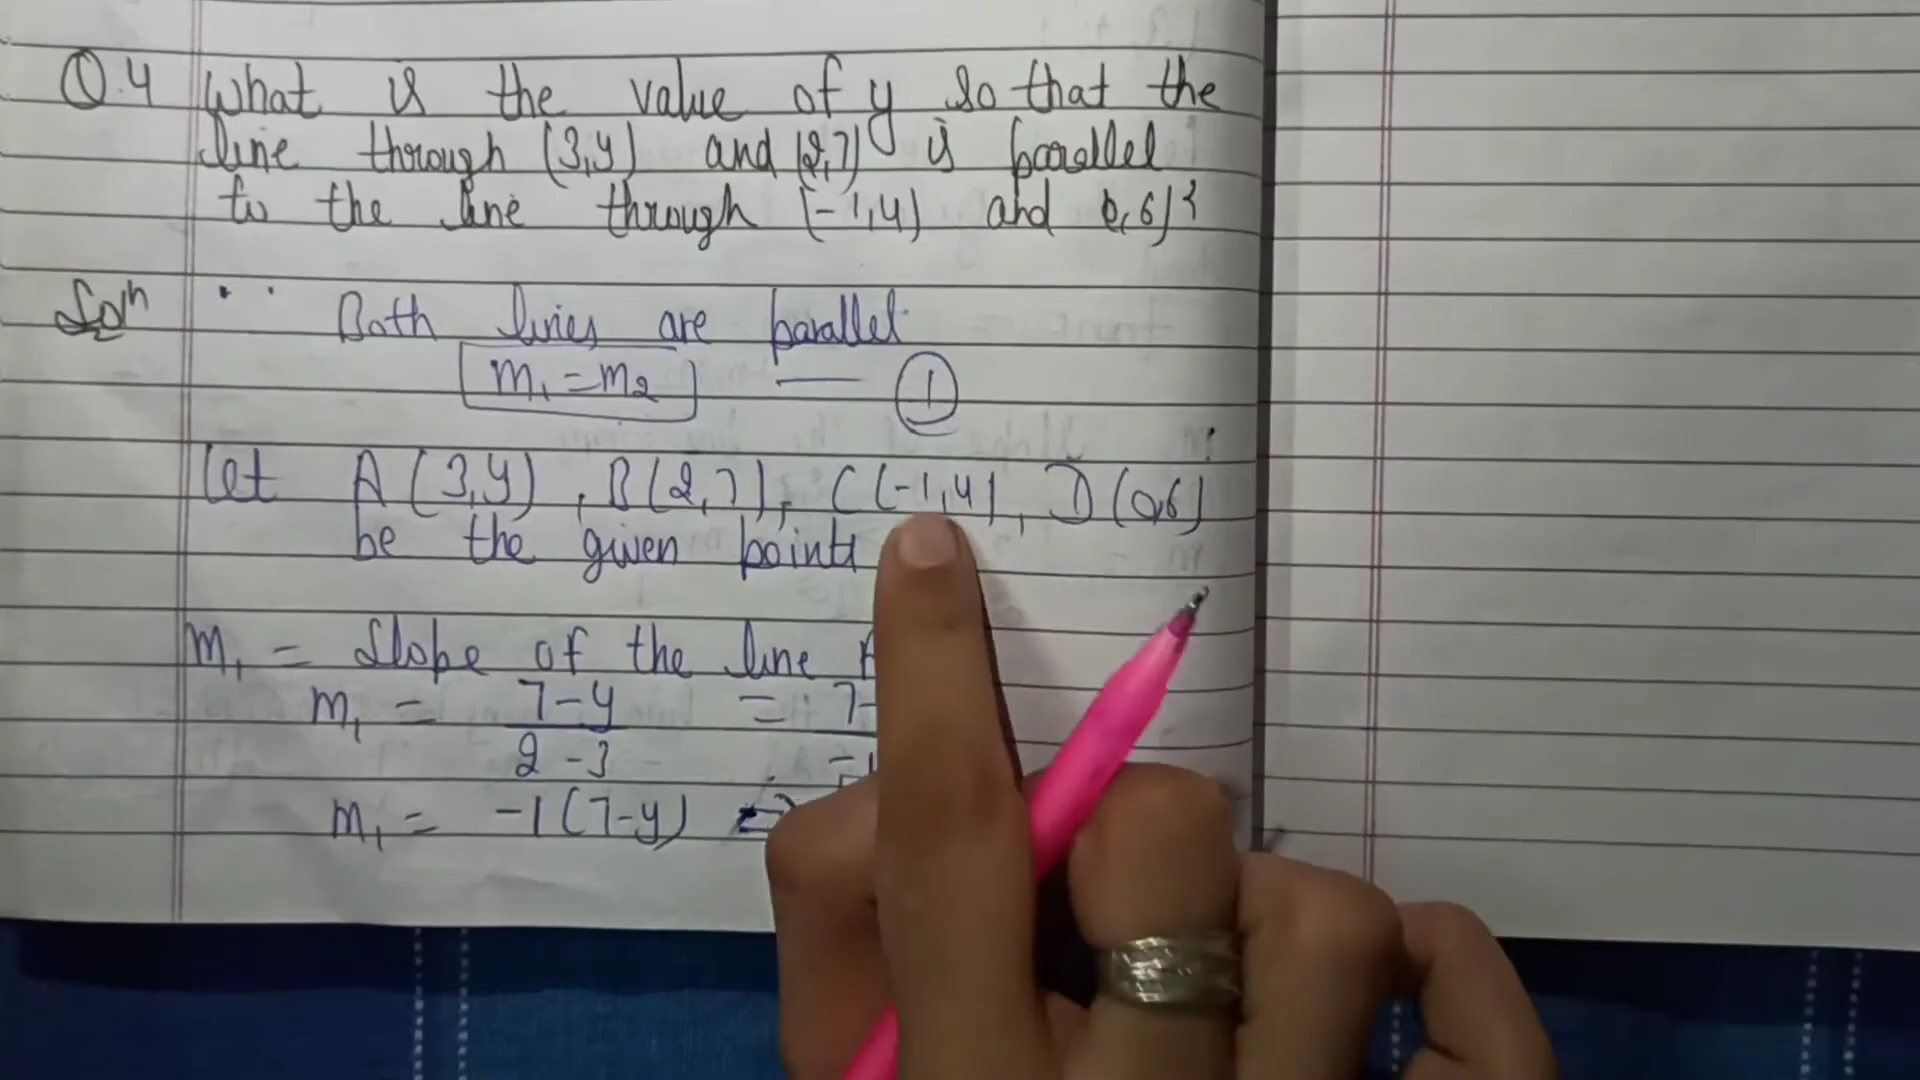 Q.4 What is the value of y so that the
line through (3,y) and (2,7) is parallel
to the line through (-1,4) and (0,6)?
Soln ∵ Both lines are parallel
m₁ = m₂ — ①
Let A (3,y), B(2,7), C(-1,4), D(0,6)
be the given points
m₁ = Slope of the line
m₁ = 7-y / 2-3 = 7- / -1
m₁ = -1(7-y) ⇒